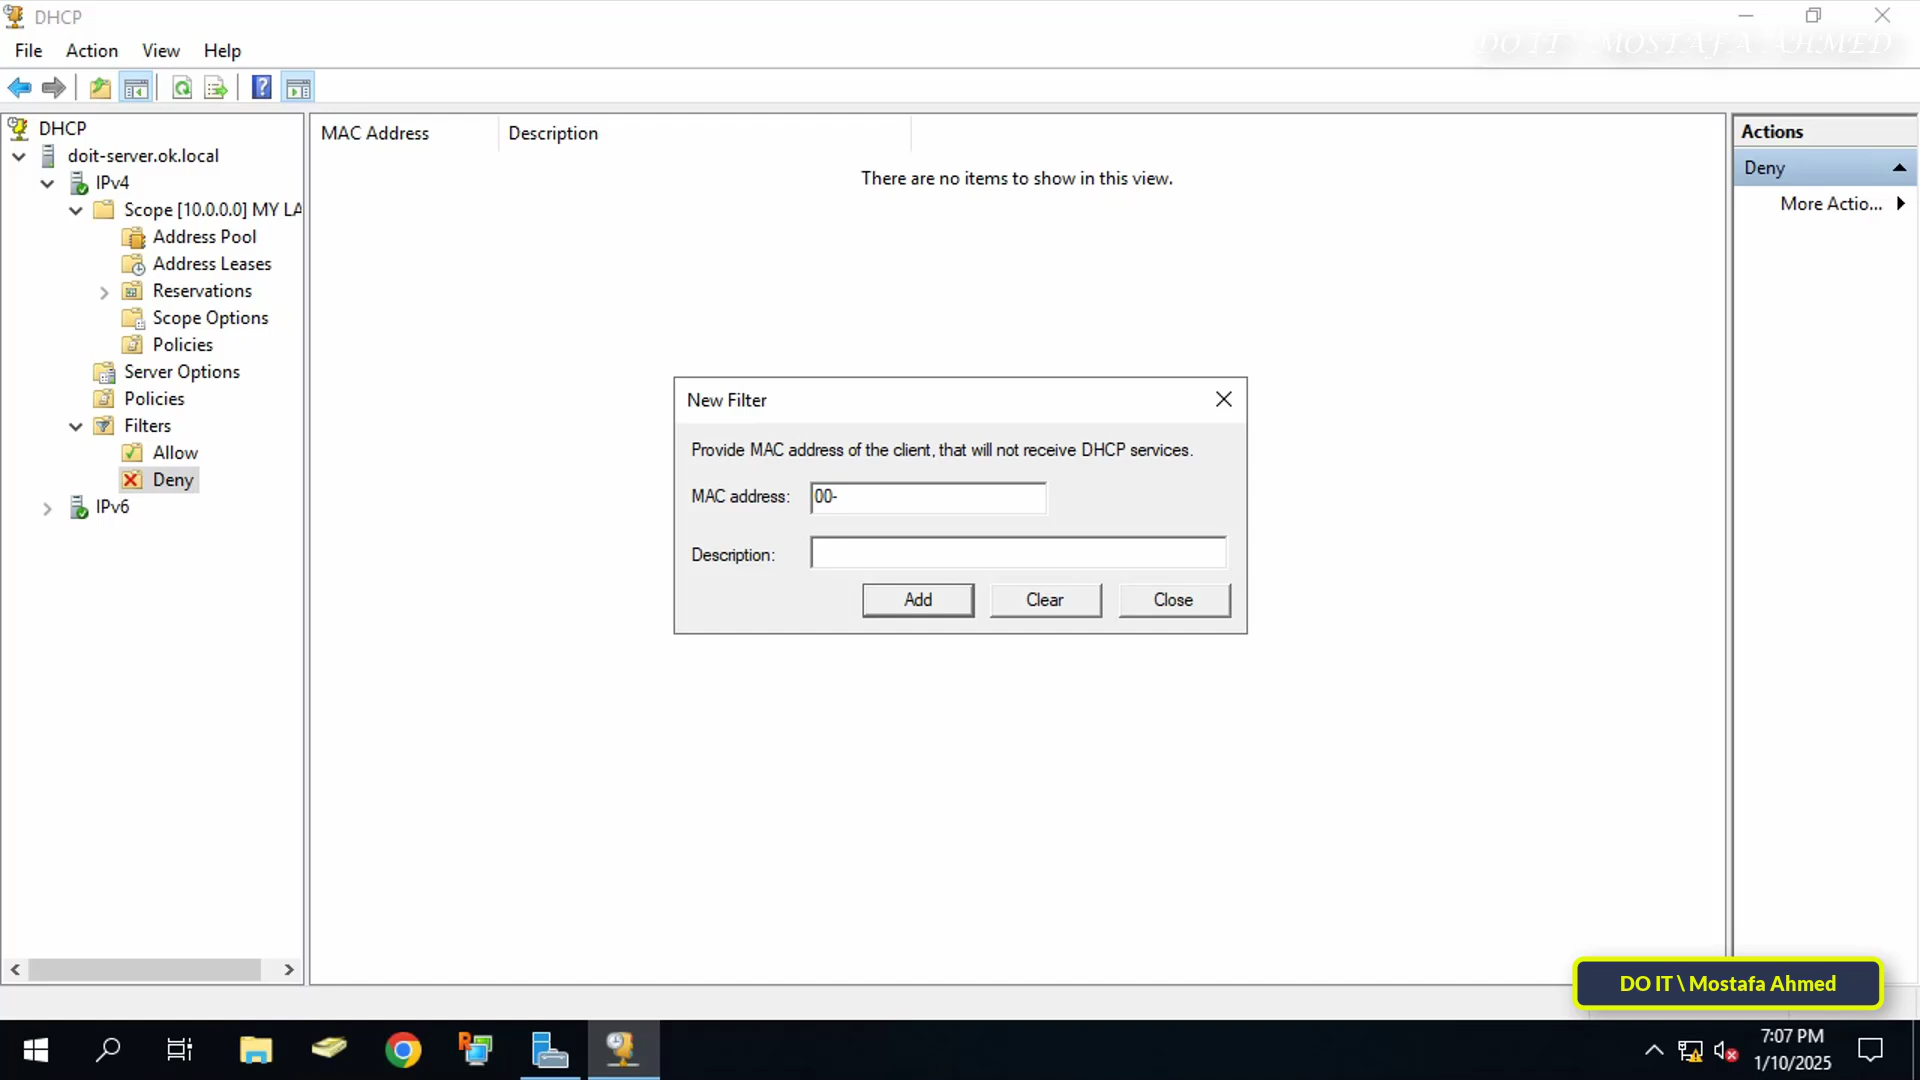 DHCP
DO IT \ MOSTAFA AHMED
File Action View Help
DHCP
doit-server.ok.local
IPv4
Scope [10.0.0.0] MY LA
Address Pool
Address Leases
Reservations
Scope Options
Policies
Server Options
Policies
Filters
Allow
Deny
IPv6
MAC Address Description
There are no items to show in this view.
New Filter
Provide MAC address of the client, that will not receive DHCP services.
MAC address: 00-
Description:
Add Clear Close
Actions
Deny
More Actio...
DO IT \ Mostafa Ahmed
7:07 PM
1/10/2025